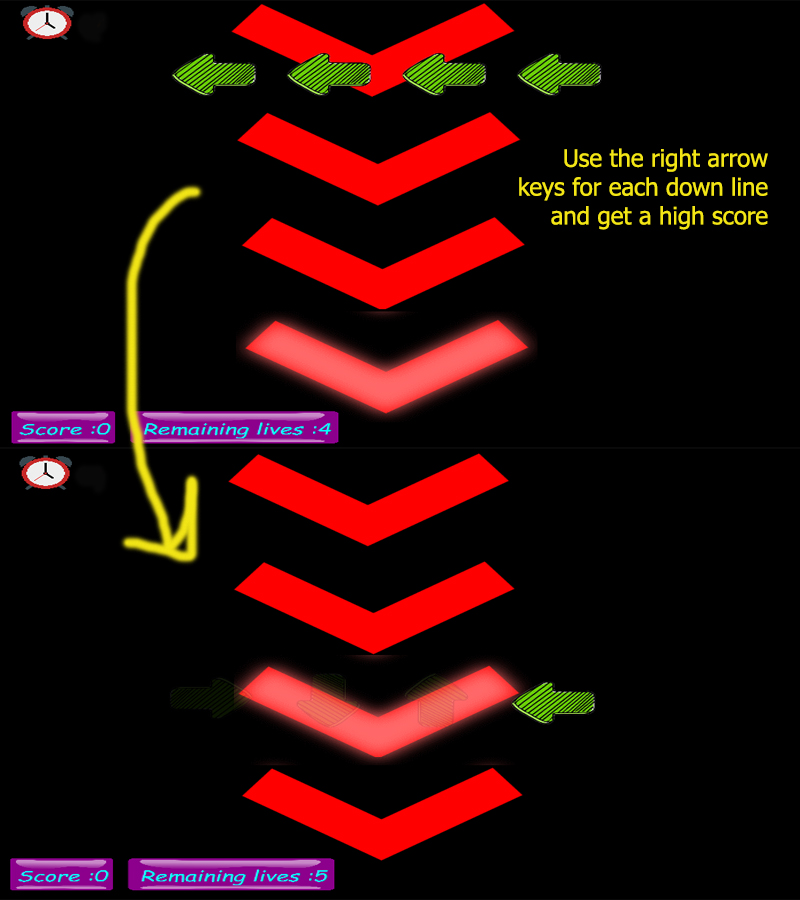 Use the right arrow
keys for each down line
and get a high score
Score :0
Remaining lives :4
Score :0
Remaining lives :5